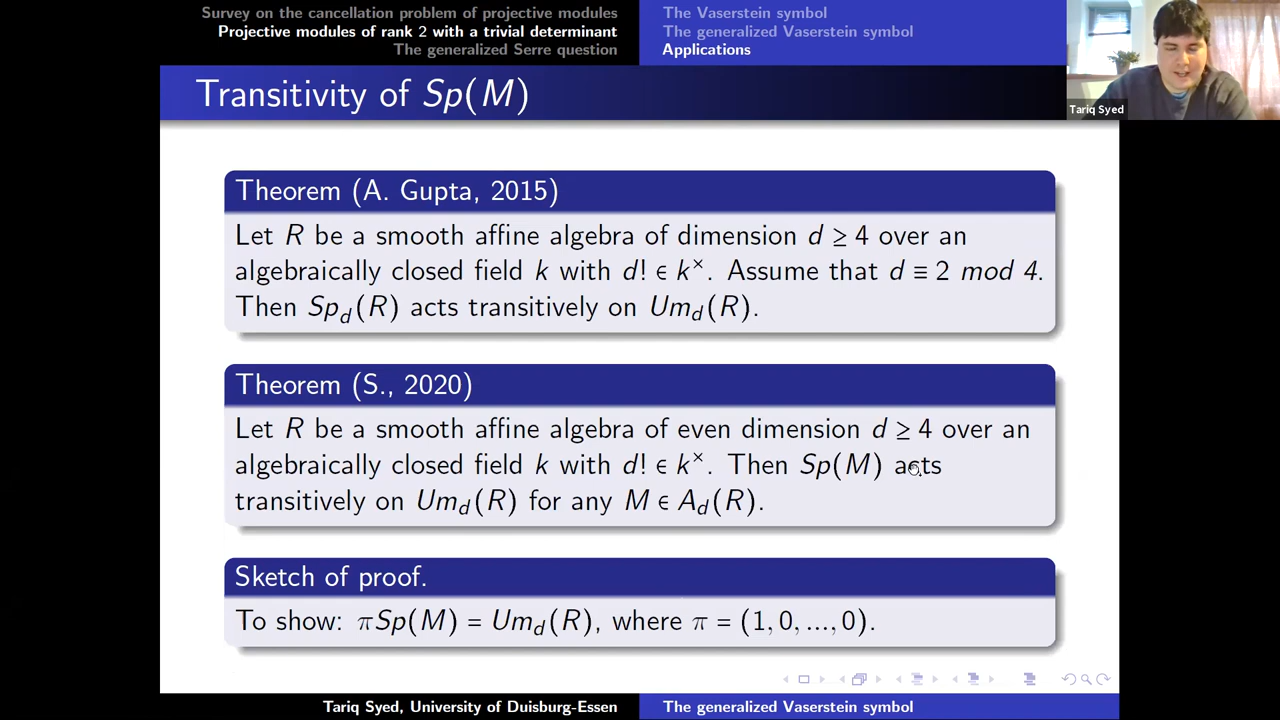 Survey on the cancellation problem of projective modules
Projective modules of rank 2 with a trivial determinant
The generalized Serre question
The Vaserstein symbol
The generalized Vaserstein symbol
Applications
Transitivity of Sp(M)
Tariq Syed
Theorem (A. Gupta, 2015)
Let R be a smooth affine algebra of dimension d ≥ 4 over an
algebraically closed field k with d! ∈ k^×. Assume that d ≡ 2 mod 4.
Then Sp_d(R) acts transitively on Um_d(R).
Theorem (S., 2020)
Let R be a smooth affine algebra of even dimension d ≥ 4 over an
algebraically closed field k with d! ∈ k^×. Then Sp(M) acts
transitively on Um_d(R) for any M ∈ A_d(R).
Sketch of proof.
To show: πSp(M) = Um_d(R), where π = (1, 0, ..., 0).
Tariq Syed, University of Duisburg-Essen
The generalized Vaserstein symbol